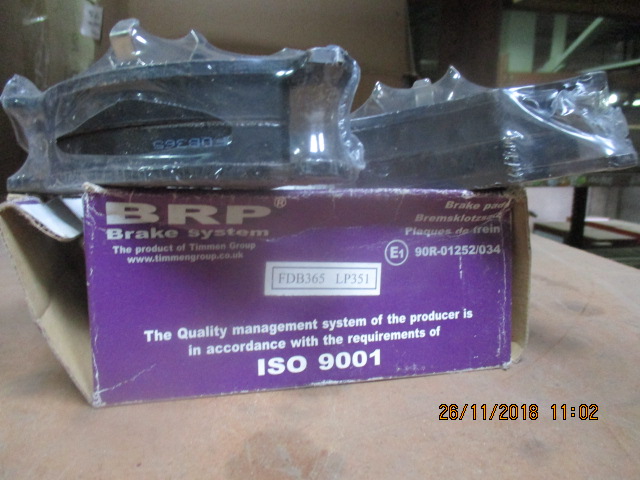 FDB365
BRP®
Brake System
The product of Timmen Group
www.timmengroup.co.uk
Brake pads
Bremsklotzsatz
Plaques de frein
E1 90R-01252/034
FDB365 LP351
The Quality management system of the producer is
in accordance with the requirements of
ISO 9001
26/11/2018 11:02